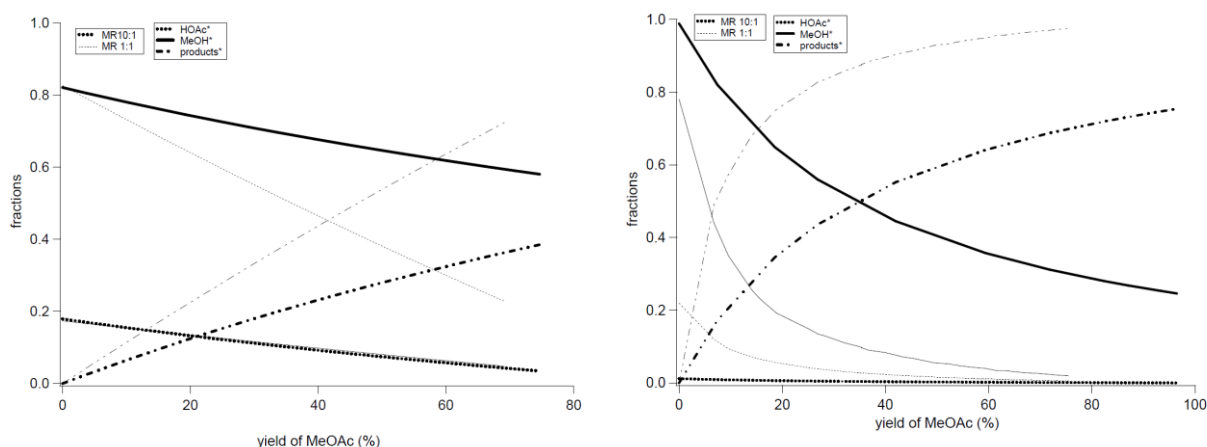 1.0
0.8
0.6
0.4
0.2
0.0
fractions
MR10:1
MR 1:1
HOAc*
MeOH*
products*
0 20 40 60 80
yield of MeOAc (%)
1.0
0.8
0.6
0.4
0.2
0.0
fractions
MR 10:1
MR 1:1
HOAc*
MeOH*
products*
0 20 40 60 80 100
yield of MeOAc (%)